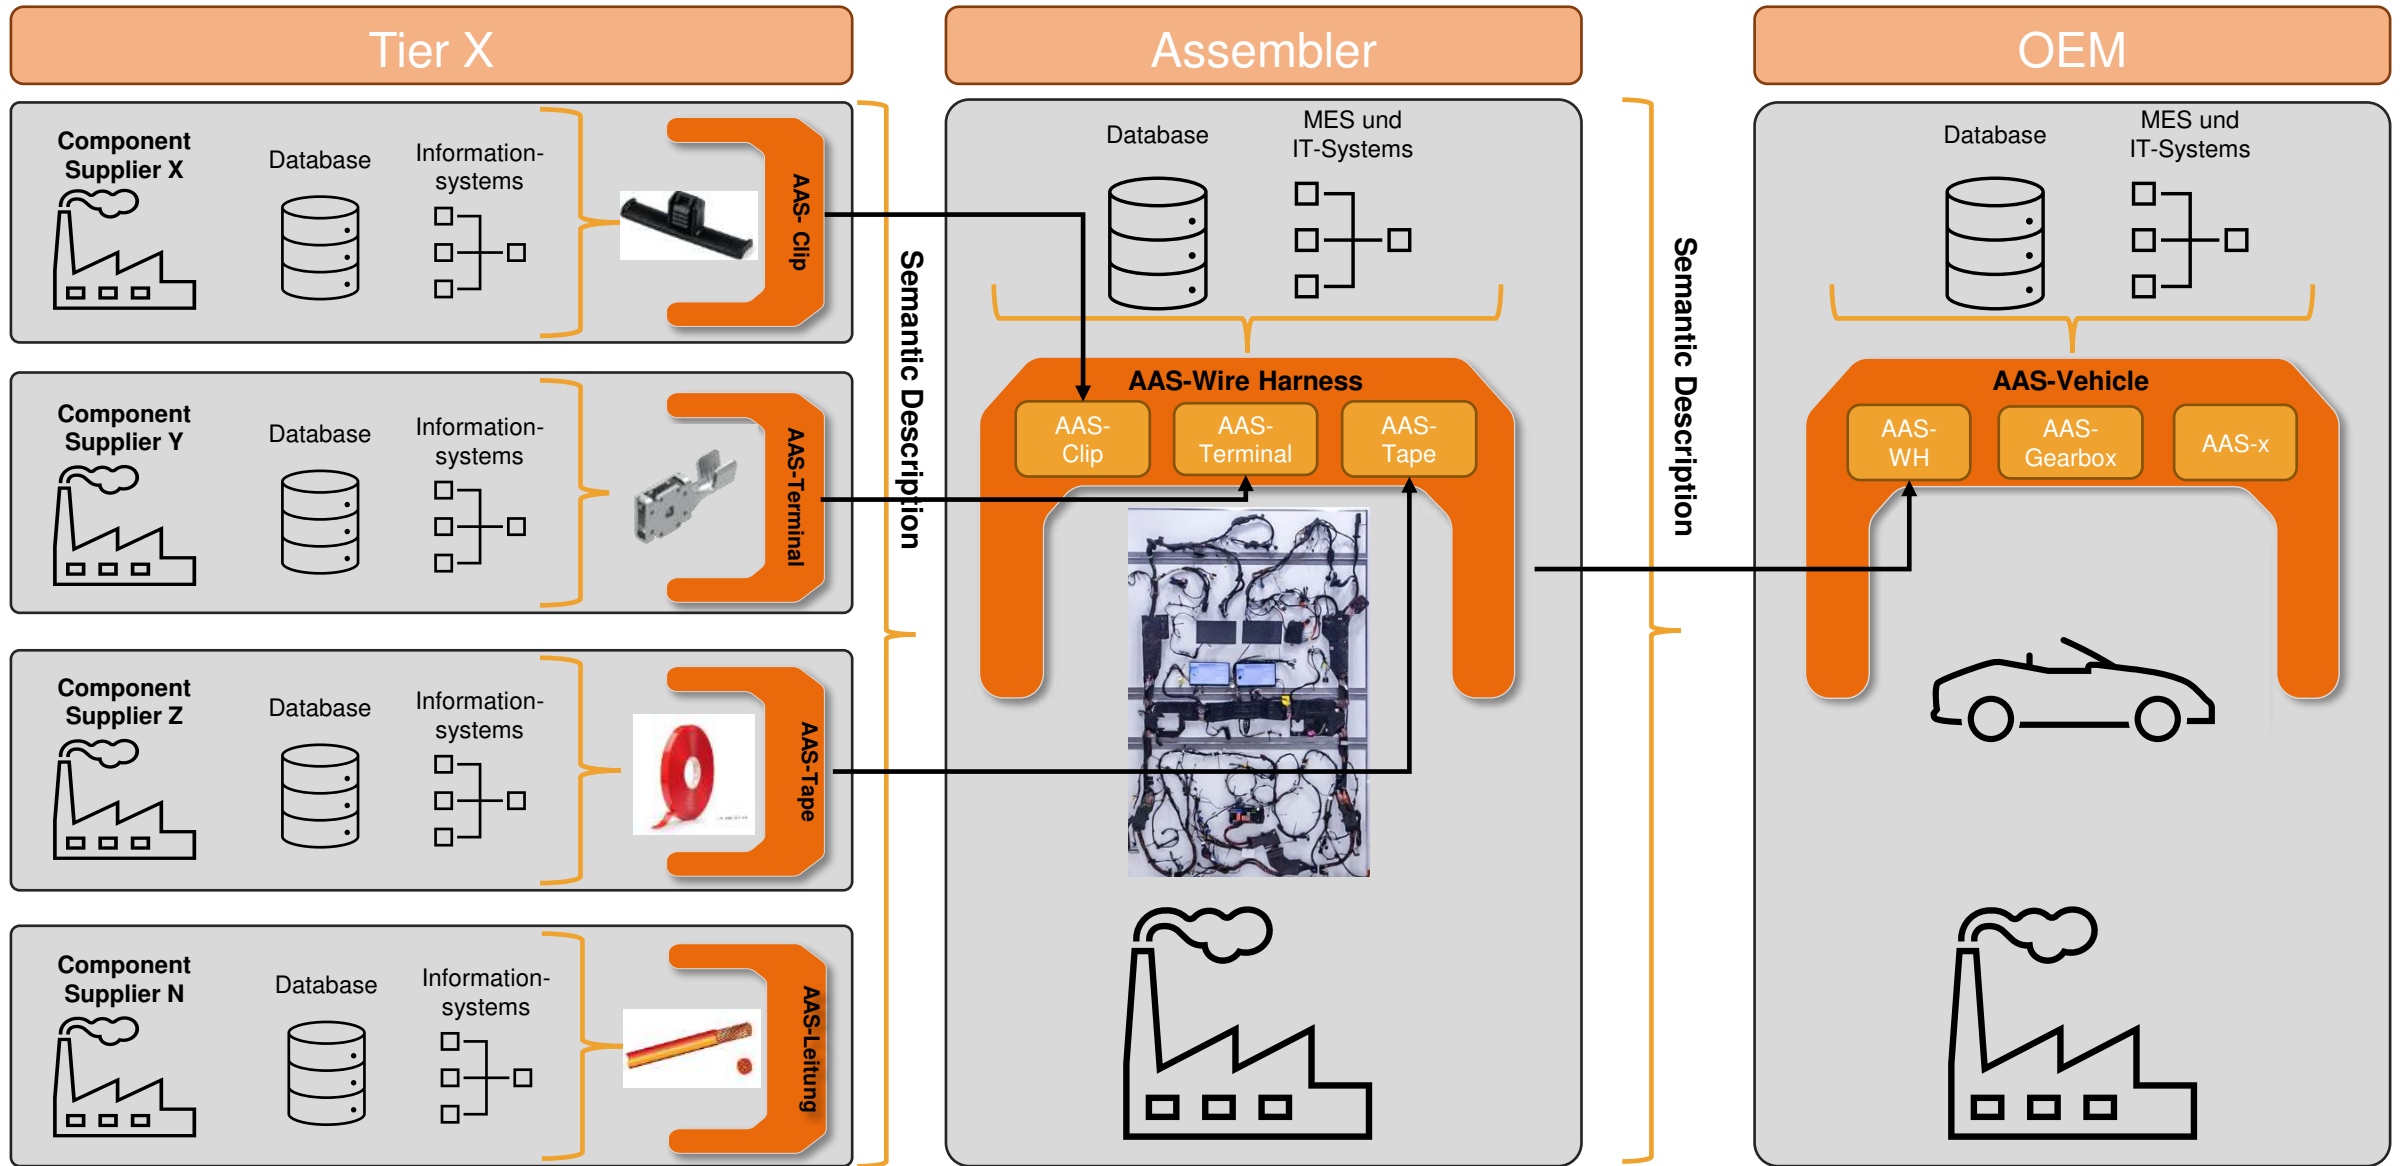 Tier X
Assembler
OEM
Component
Supplier X
Database
Information-
systems
AAS- Clip
Component
Supplier Y
Database
Information-
systems
AAS-Terminal
Component
Supplier Z
Database
Information-
systems
AAS-Tape
Component
Supplier N
Database
Information-
systems
AAS-Leitung
Semantic Description
Database
MES und
IT-Systems
AAS-Wire Harness
AAS-
Clip
AAS-
Terminal
AAS-
Tape
Semantic Description
Database
MES und
IT-Systems
AAS-Vehicle
AAS-
WH
AAS-
Gearbox
AAS-x